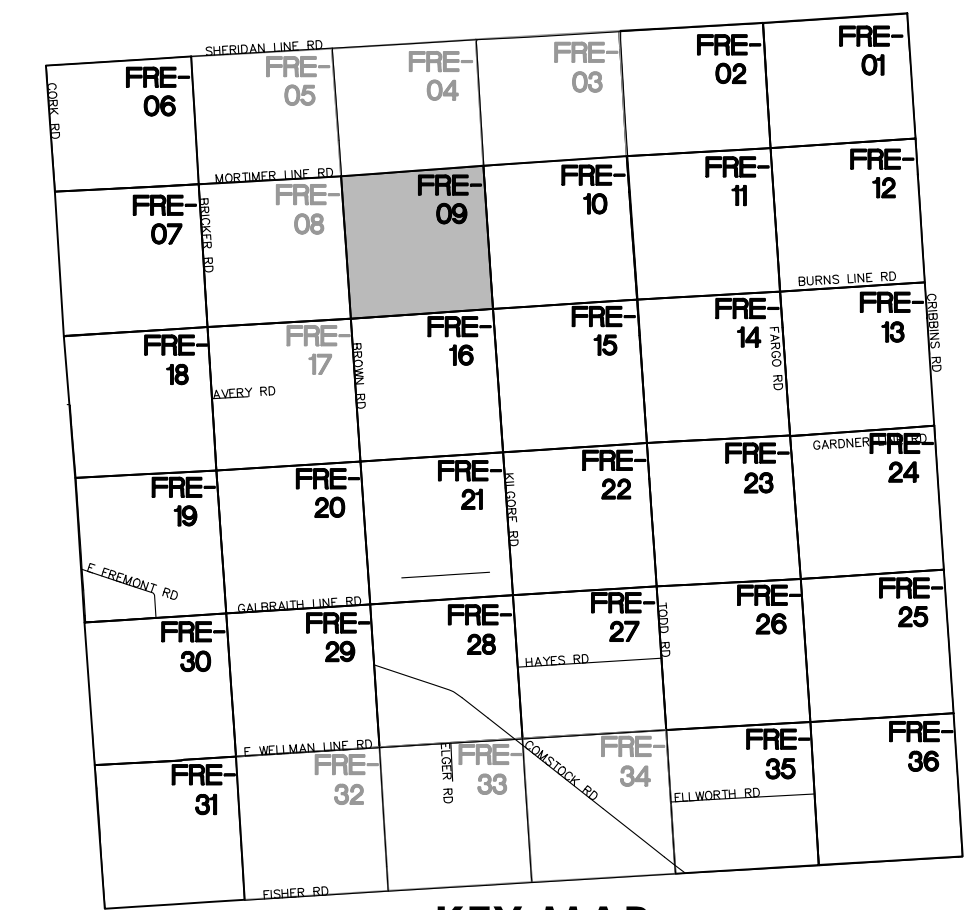 SHERIDAN LINE RD
FRE-
06
FRE-
05
FRE-
04
FRE-
03
FRE-
02
FRE-
01
CORK RD
MORTIMER LINE RD
FRE-
07
BRICKER RD
FRE-
08
FRE-
09
FRE-
10
FRE-
11
FRE-
12
BURNS LINE RD
FRE-
18
FRE-
17
AVERY RD
BROWN RD
FRE-
16
FRE-
15
FRE-
14
FARGO RD
FRE-
13
CRIBBINS RD
GARDNER LINE RD
FRE-
19
FRE-
20
FRE-
21
KILGORE RD
FRE-
22
FRE-
23
FRE-
24
E FREMONT RD
GALBRAITH LINE RD
FRE-
30
FRE-
29
FRE-
28
FRE-
27
HAYES RD
TODD RD
FRE-
26
FRE-
25
E WELLMAN LINE RD
FRE-
31
FRE-
32
ELGER RD
FRE-
33
COMSTOCK RD
FRE-
34
FRE-
35
ELLWORTH RD
FRE-
36
FISHER RD
KEY MAP